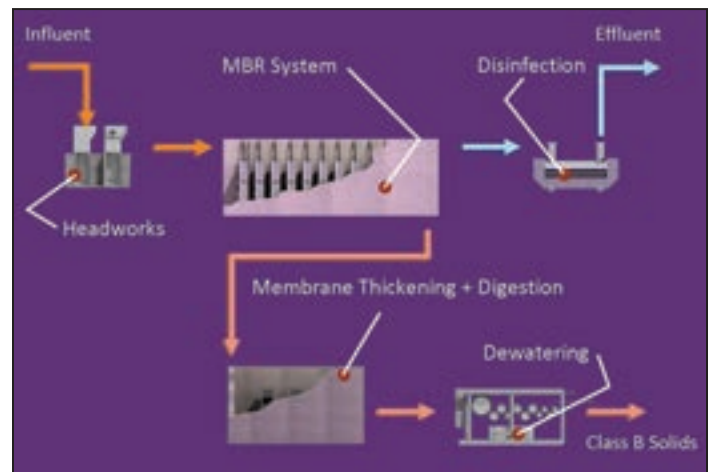 Influent
Effluent
MBR System
Disinfection
Headworks
Membrane Thickening + Digestion
Dewatering
Class B Solids